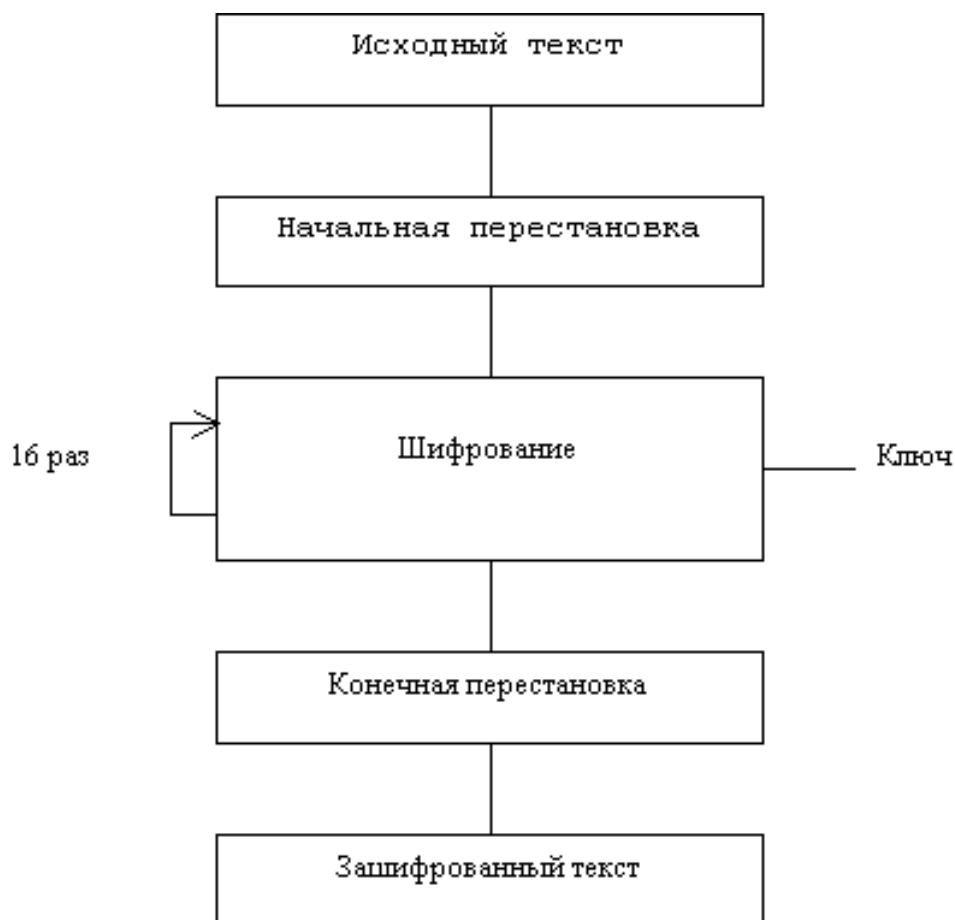 Исходный текст
Начальная перестановка
Шифрование
16 раз
Ключ
Конечная перестановка
Зашифрованный текст